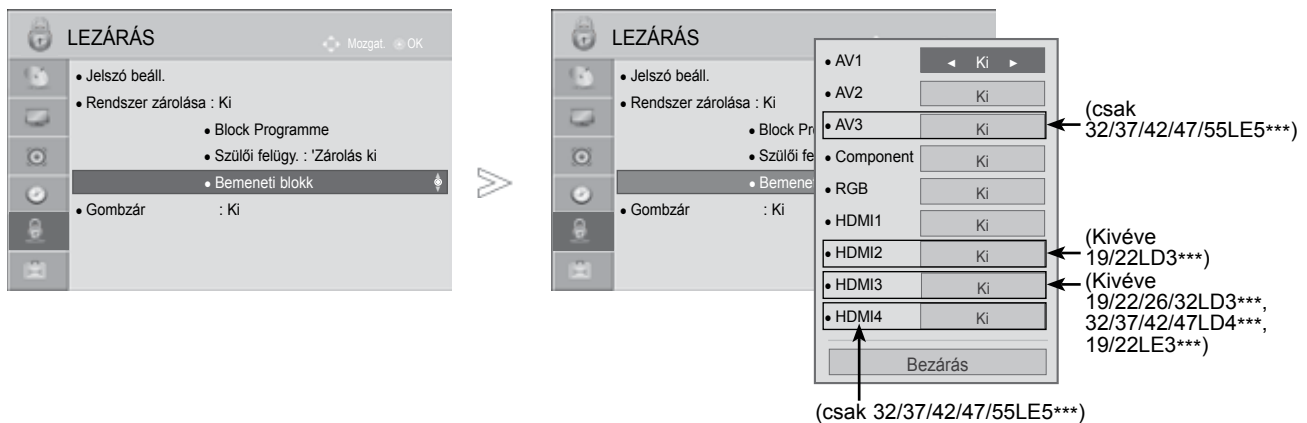 LEZÁRÁS
Mozgat. OK
• Jelszó beáll.
• Rendszer zárolása : Ki
• Block Programme
• Szülői felügy. : 'Zárolás ki
• Bemeneti blokk
• Gombzár : Ki
LEZÁRÁS
• Jelszó beáll.
• Rendszer zárolása : Ki
• Block Pr
• Szülői fe
• Bemenet
• Gombzár : Ki
• AV1 ◄ Ki ►
• AV2 Ki
• AV3 Ki
• Component Ki
• RGB Ki
• HDMI1 Ki
• HDMI2 Ki
• HDMI3 Ki
• HDMI4 Ki
Bezárás
(csak
32/37/42/47/55LE5***)
(Kivéve
19/22LD3***)
(Kivéve
19/22/26/32LD3***,
32/37/42/47LD4***,
19/22LE3***)
(csak 32/37/42/47/55LE5***)